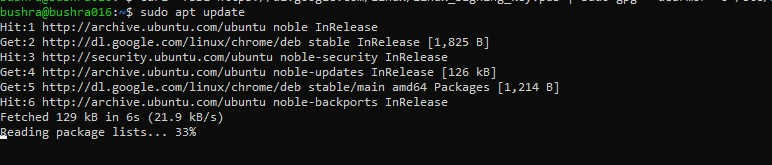 bushra@bushra016:~$ sudo apt update
Hit:1 http://archive.ubuntu.com/ubuntu noble InRelease
Get:2 http://dl.google.com/linux/chrome/deb stable InRelease [1,825 B]
Hit:3 http://security.ubuntu.com/ubuntu noble-security InRelease
Get:4 http://archive.ubuntu.com/ubuntu noble-updates InRelease [126 kB]
Get:5 http://dl.google.com/linux/chrome/deb stable/main amd64 Packages [1,214 B]
Hit:6 http://archive.ubuntu.com/ubuntu noble-backports InRelease
Fetched 129 kB in 6s (21.9 kB/s)
Reading package lists... 33%